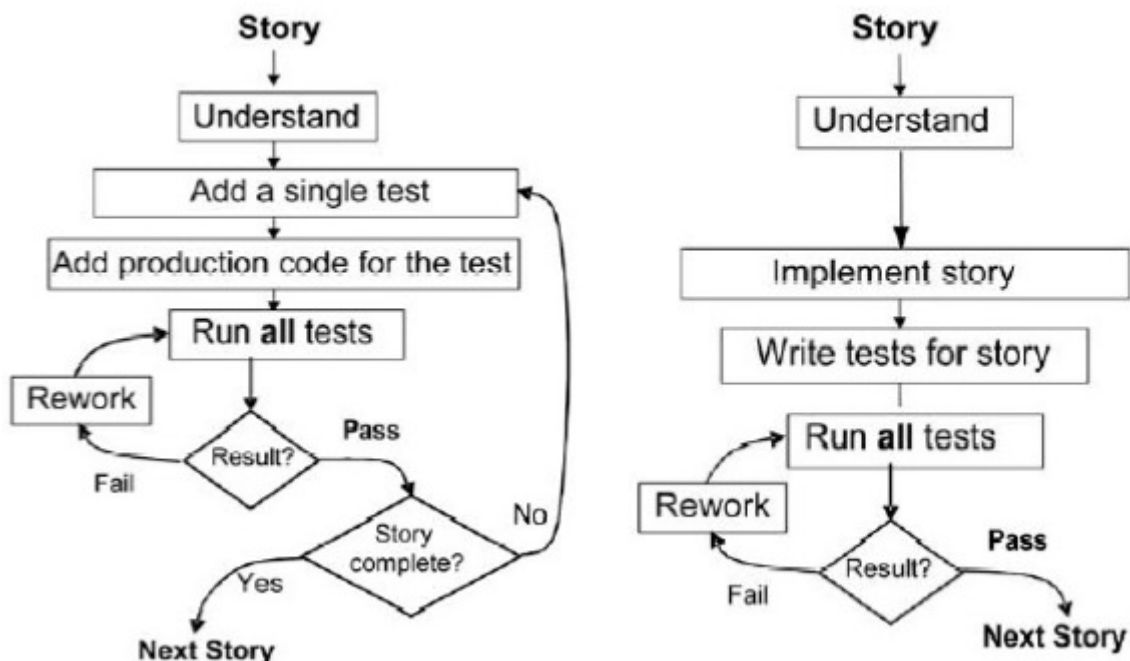 Story
Understand
Add a single test
Add production code for the test
Run all tests
Rework
Result?
Pass
Fail
Story
complete?
No
Yes
Next Story
Story
Understand
Implement story
Write tests for story
Run all tests
Rework
Result?
Pass
Fail
Next Story